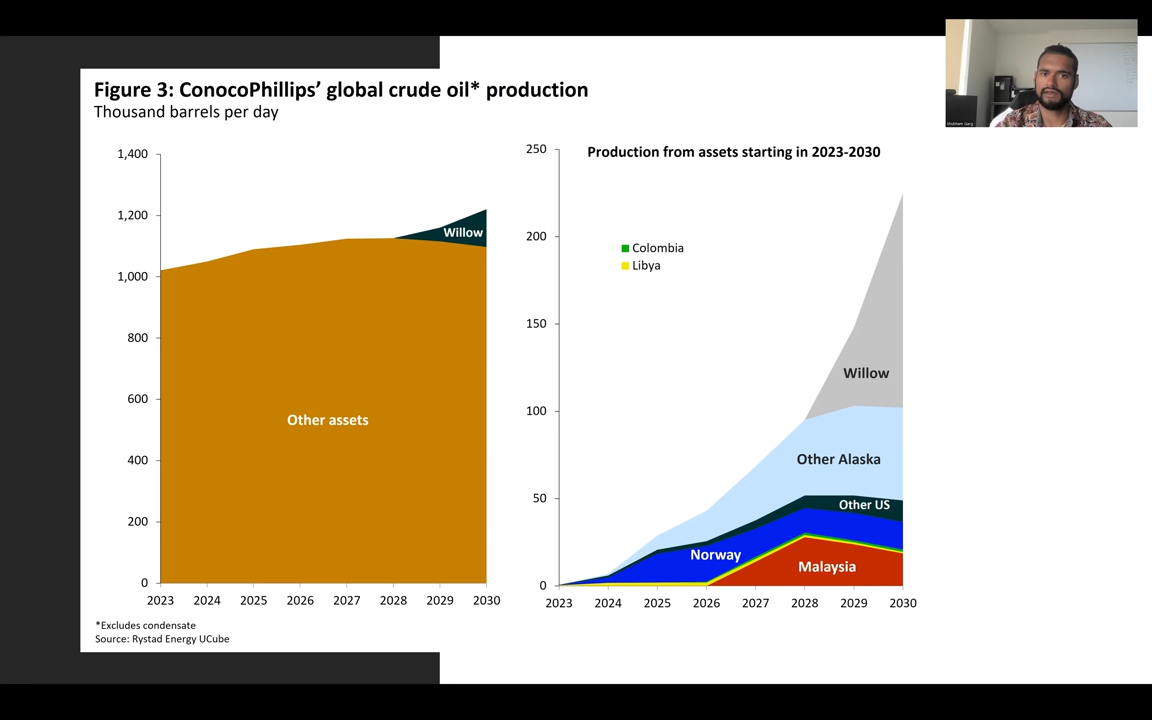 Figure 3: ConocoPhillips’ global crude oil* production
Thousand barrels per day
1,400
1,200
1,000
800
600
400
200
0
Willow
Other assets
2023 2024 2025 2026 2027 2028 2029 2030
Production from assets starting in 2023-2030
250
200
150
100
50
0
Colombia
Libya
Willow
Other Alaska
Other US
Norway
Malaysia
2023 2024 2025 2026 2027 2028 2029 2030
*Excludes condensate
Source: Rystad Energy UCube
Shubham Garg